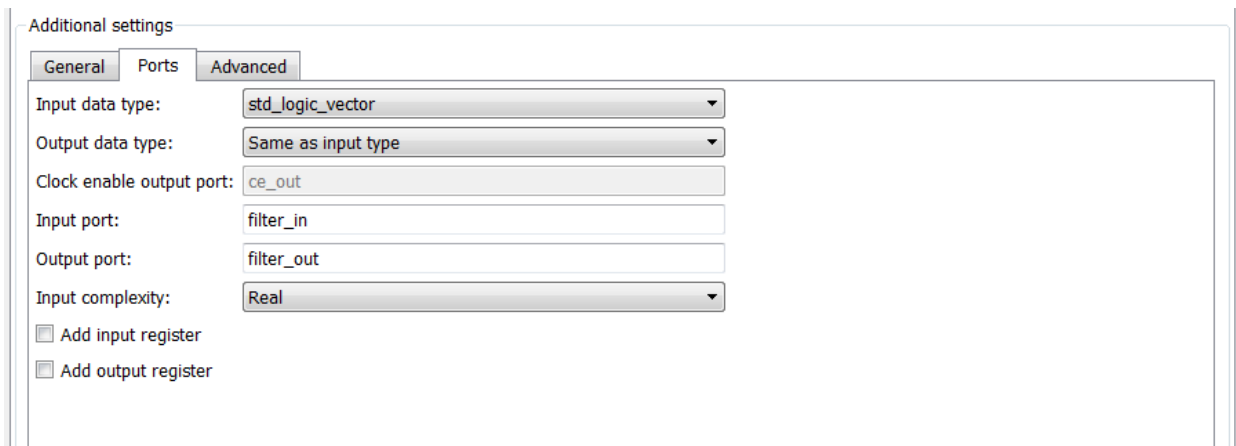 Additional settings
General Ports Advanced
Input data type: std_logic_vector
Output data type: Same as input type
Clock enable output port: ce_out
Input port: filter_in
Output port: filter_out
Input complexity: Real
Add input register
Add output register